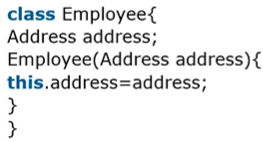 class Employee{
Address address;
Employee(Address address){
this.address=address;
}
}